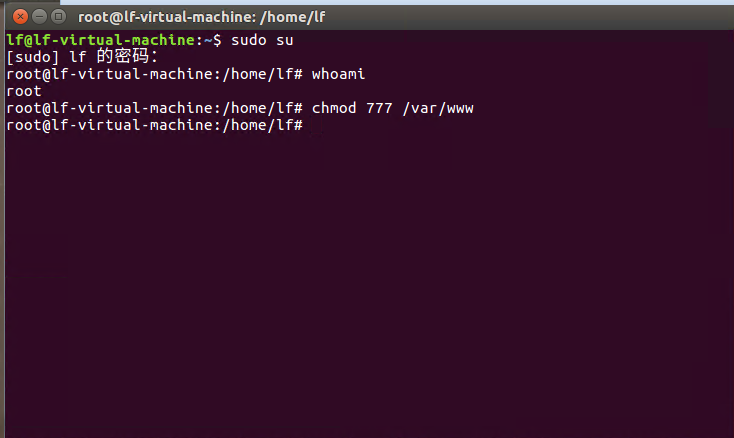 root@lf-virtual-machine: /home/lf
lf@lf-virtual-machine:~$ sudo su
[sudo] lf 的密码：
root@lf-virtual-machine:/home/lf# whoami
root
root@lf-virtual-machine:/home/lf# chmod 777 /var/www
root@lf-virtual-machine:/home/lf#